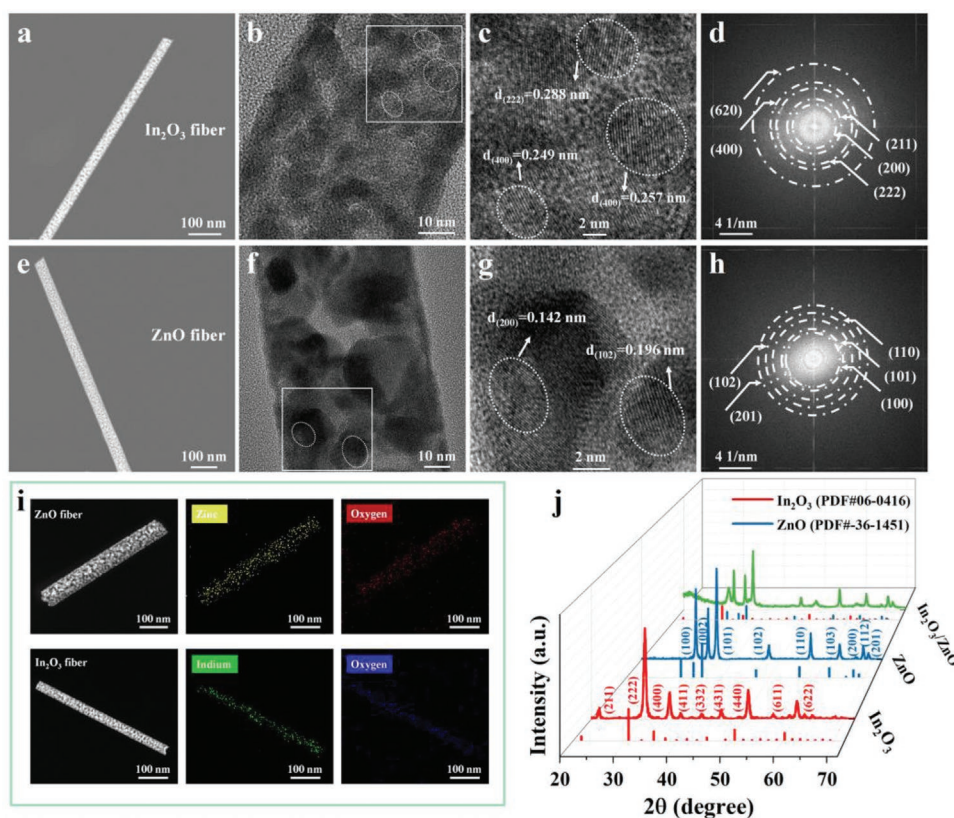 a
In₂O₃ fiber
100 nm
b
10 nm
c
d(222)=0.288 nm
d(400)=0.249 nm
d(400)=0.257 nm
2 nm
d
(620)
(400)
(211)
(200)
(222)
4 1/nm
e
ZnO fiber
100 nm
f
10 nm
g
d(200)=0.142 nm
d(102)=0.196 nm
2 nm
h
(102)
(201)
(110)
(101)
(100)
4 1/nm
i
ZnO fiber
100 nm
Zinc
100 nm
Oxygen
100 nm
In₂O₃ fiber
100 nm
Indium
100 nm
Oxygen
100 nm
j
In₂O₃ (PDF#06-0416)
ZnO (PDF#-36-1451)
Intensity (a.u.)
In₂O₃/ZnO
(100)
(002)
(101)
(102)
(110)
(103)
(200)
(112)
(201)
ZnO
(211)
(222)
(400)
(411)
(332)
(431)
(440)
(611)
(622)
In₂O₃
20 30 40 50 60 70
2θ (degree)